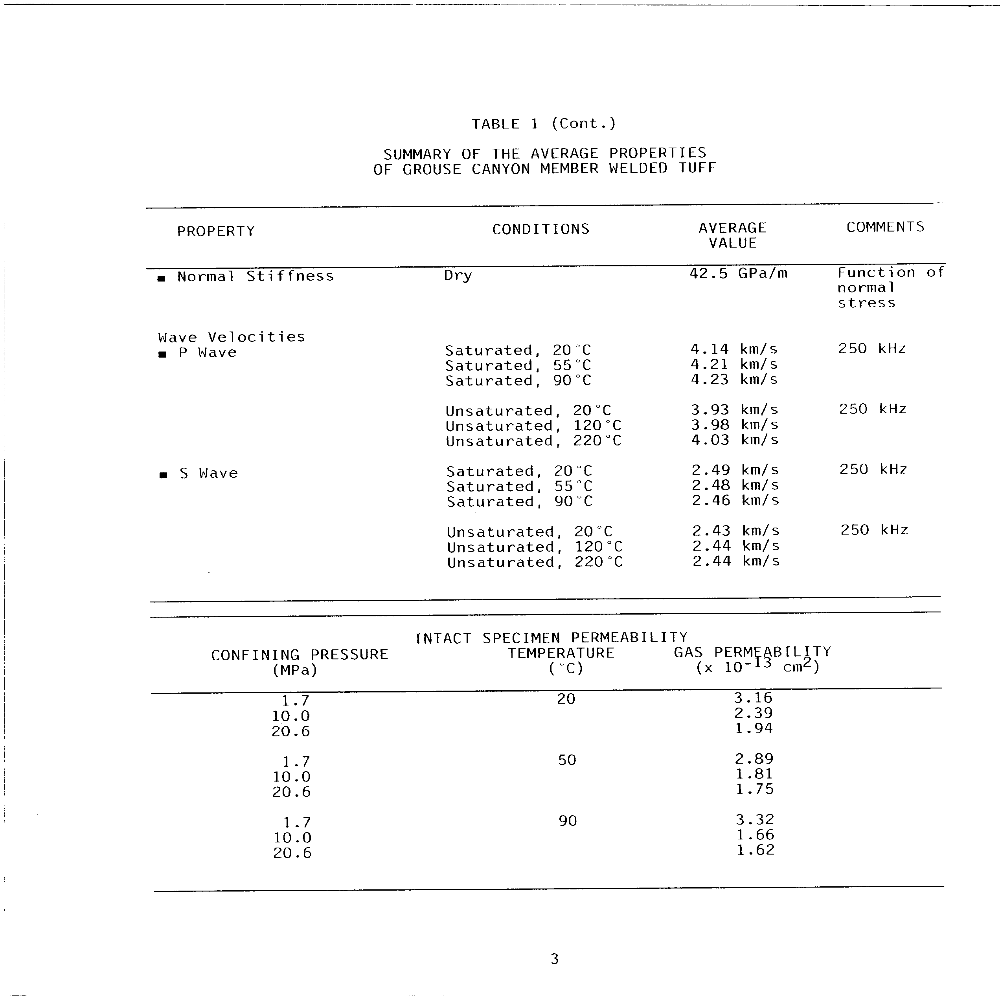 TABLE 1 (Cont.)
SUMMARY OF THE AVERAGE PROPERTIES
OF GROUSE CANYON MEMBER WELDED TUFF
PROPERTY CONDITIONS AVERAGE VALUE COMMENTS
■ Normal Stiffness Dry 42.5 GPa/m Function of
normal
stress
Wave Velocities
■ P Wave Saturated, 20°C 4.14 km/s 250 kHz
Saturated, 55°C 4.21 km/s
Saturated, 90°C 4.23 km/s
Unsaturated, 20°C 3.93 km/s 250 kHz
Unsaturated, 120°C 3.98 km/s
Unsaturated, 220°C 4.03 km/s
■ S Wave Saturated, 20°C 2.49 km/s 250 kHz
Saturated, 55°C 2.48 km/s
Saturated, 90°C 2.46 km/s
Unsaturated, 20°C 2.43 km/s 250 kHz
Unsaturated, 120°C 2.44 km/s
Unsaturated, 220°C 2.44 km/s
INTACT SPECIMEN PERMEABILITY
CONFINING PRESSURE TEMPERATURE GAS PERMEABILITY
(MPa) (°C) (x 10-13 cm2)
1.7 20 3.16
10.0 2.39
20.6 1.94
1.7 50 2.89
10.0 1.81
20.6 1.75
1.7 90 3.32
10.0 1.66
20.6 1.62
3